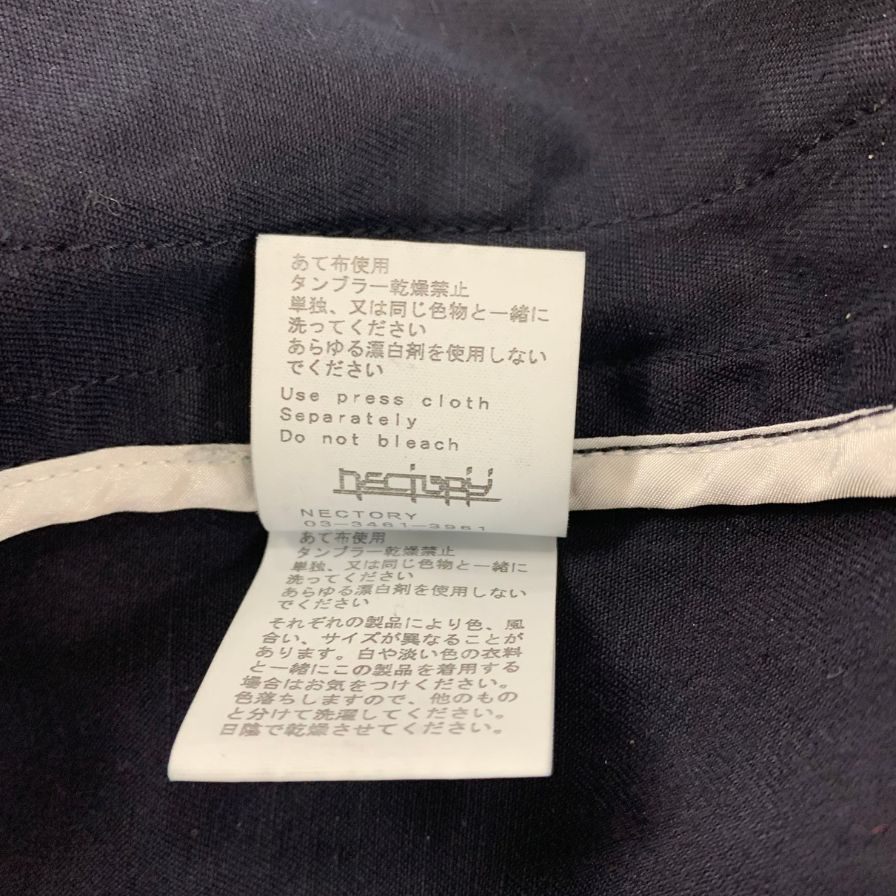 あて布使用
タンブラー乾燥禁止
単独、又は同じ色物と一緒に
洗ってください
あらゆる漂白剤を使用しない
でください
Use press cloth
Separately
Do not bleach
nectory
NECTORY
03-3461-3961
あて布使用
タンブラー乾燥禁止
単独、又は同じ色物と一緒に
洗ってください
あらゆる漂白剤を使用しない
でください
それぞれの製品により色、風
合い、サイズが異なることが
あります。白や淡い色の衣料
と一緒にこの製品を着用する
場合はお気をつけください。
色落ちしますので、他のもの
と分けて洗濯してください。
日陰で乾燥させてください。